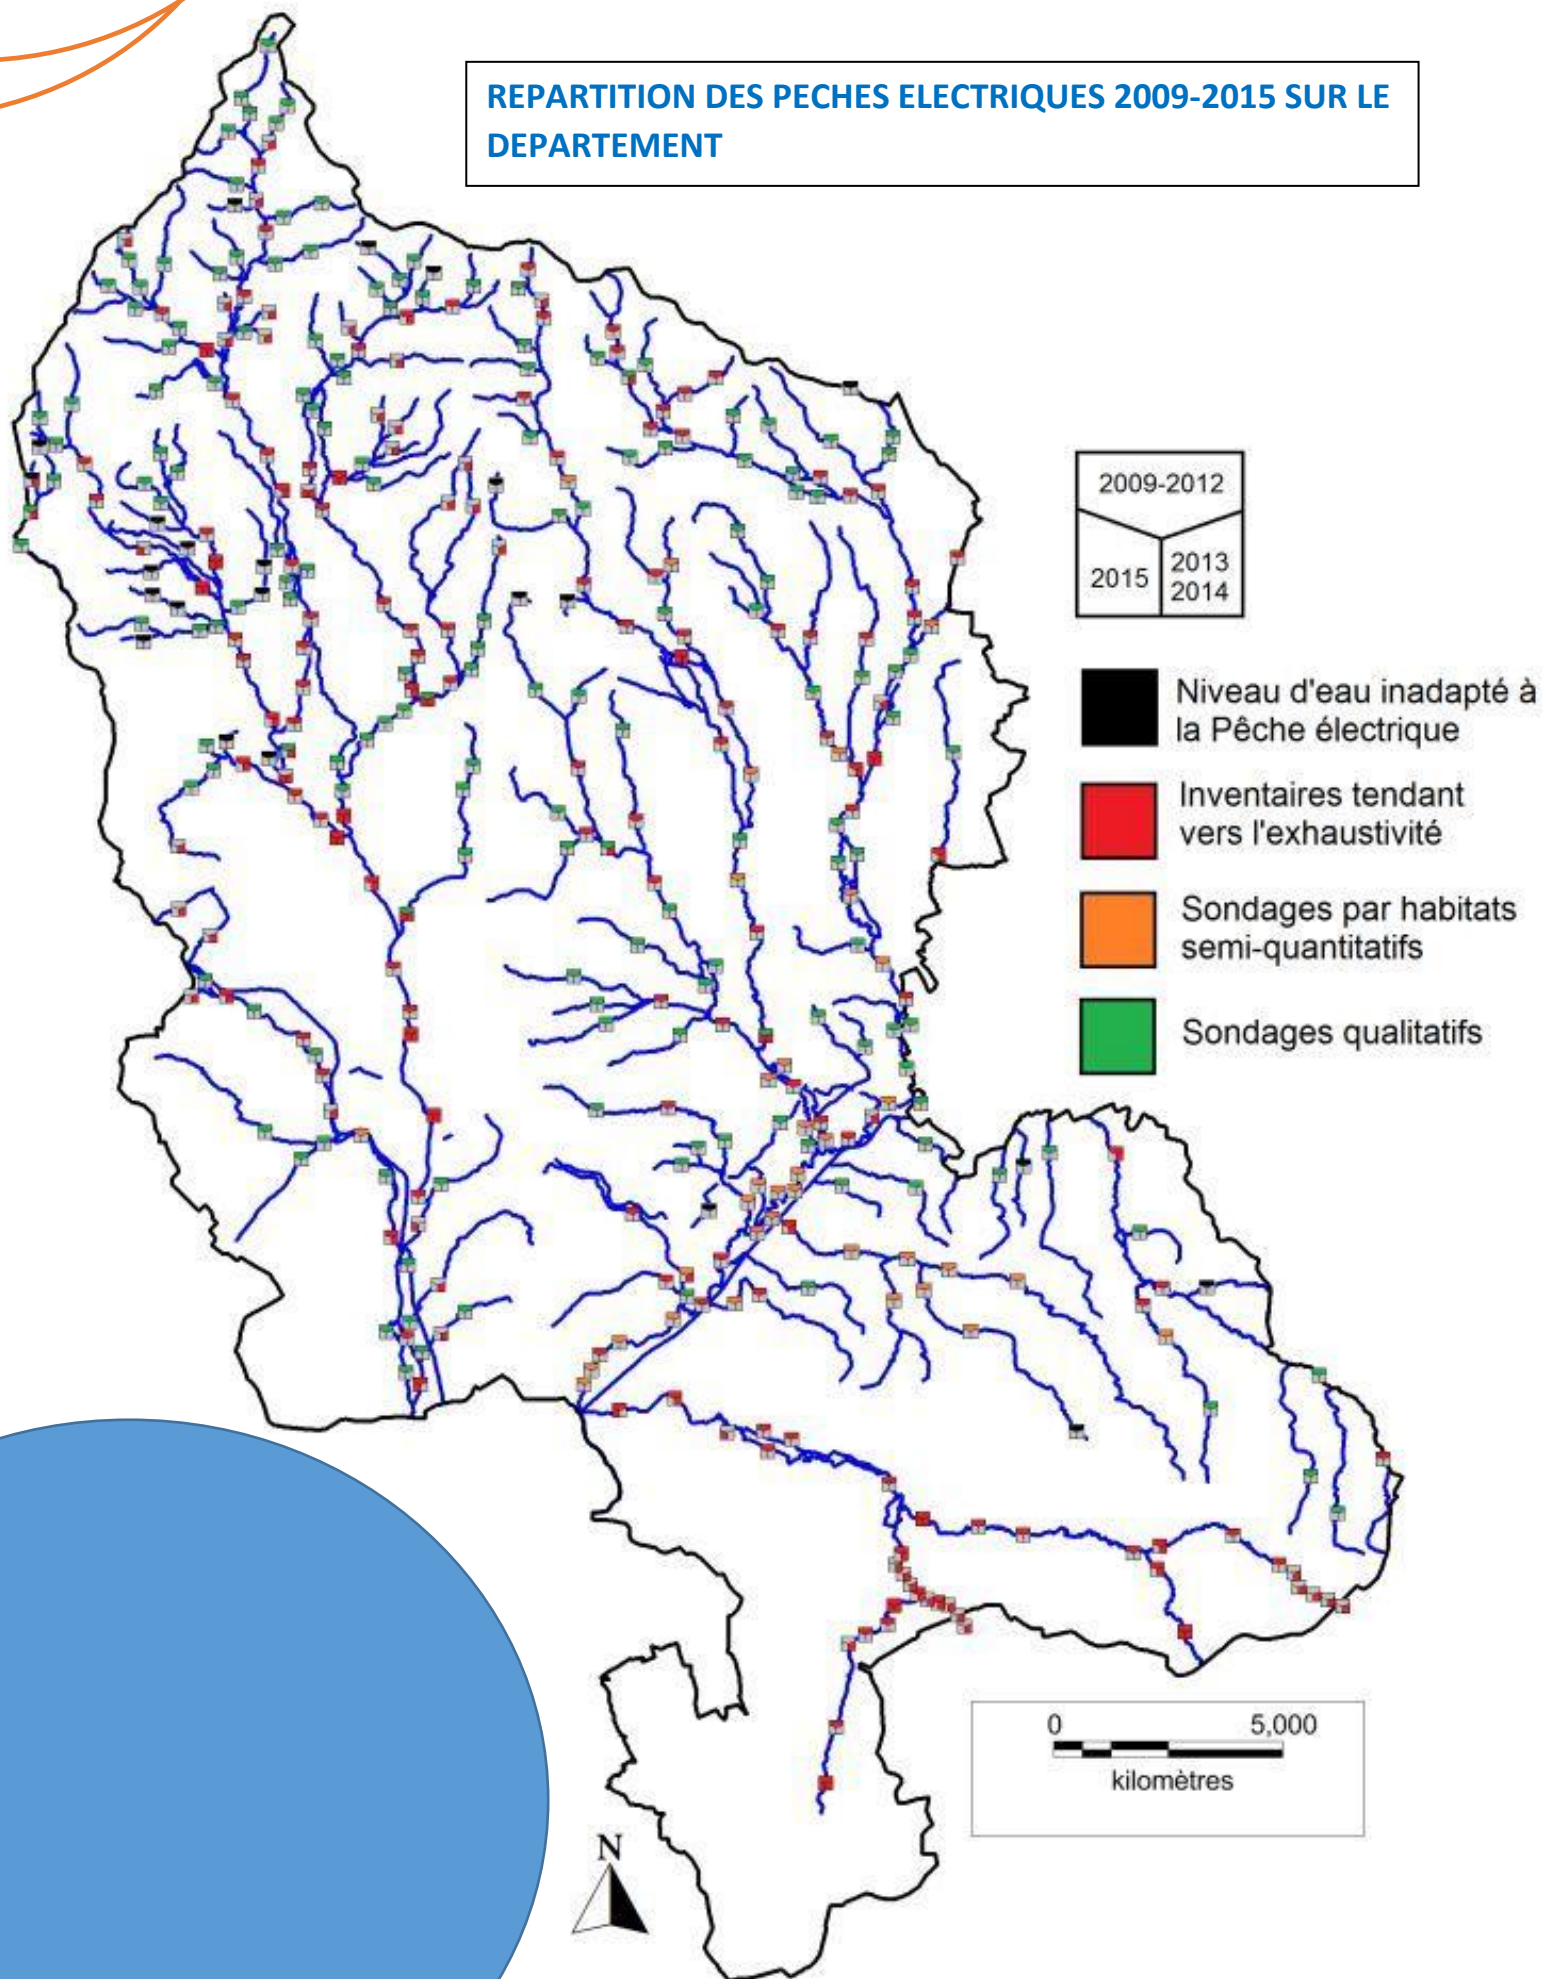 REPARTITION DES PECHES ELECTRIQUES 2009-2015 SUR LE
DEPARTEMENT
2009-2012
2015
2013
2014
Niveau d'eau inadapté à
la Pêche électrique
Inventaires tendant
vers l'exhaustivité
Sondages par habitats
semi-quantitatifs
Sondages qualitatifs
0 5,000
kilomètres
N